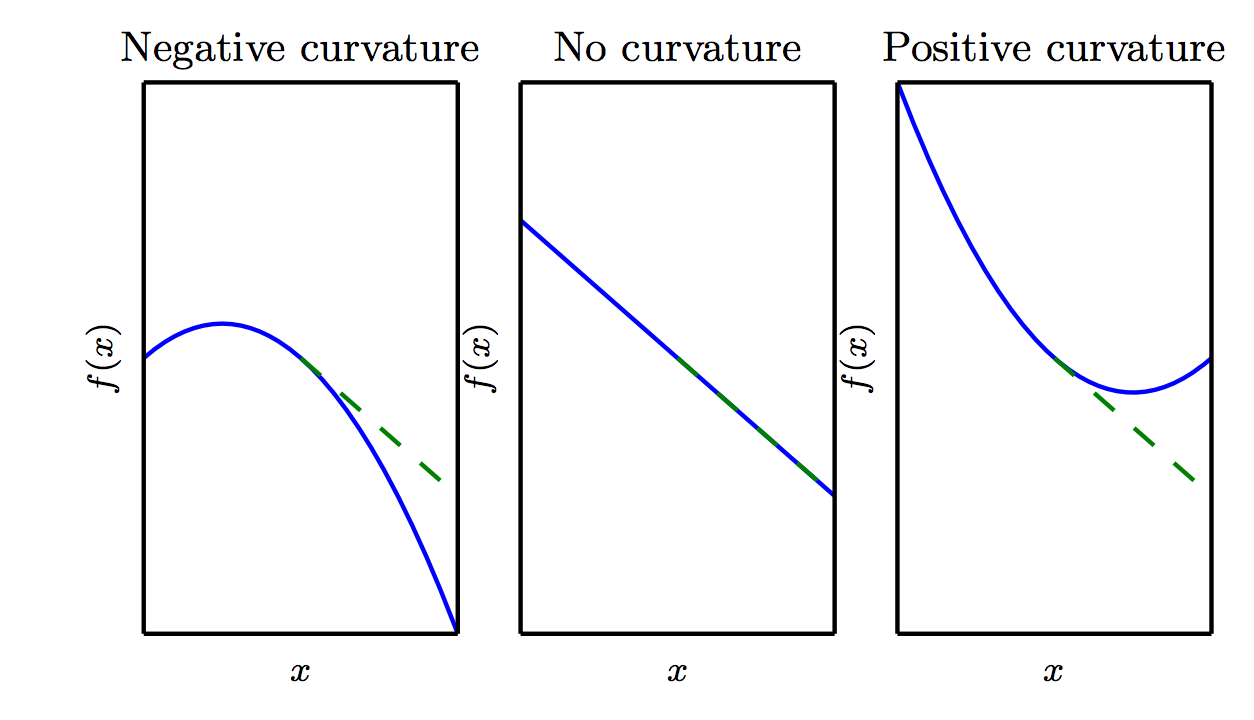 Negative curvature
No curvature
Positive curvature
f(x)
f(x)
f(x)
x
x
x